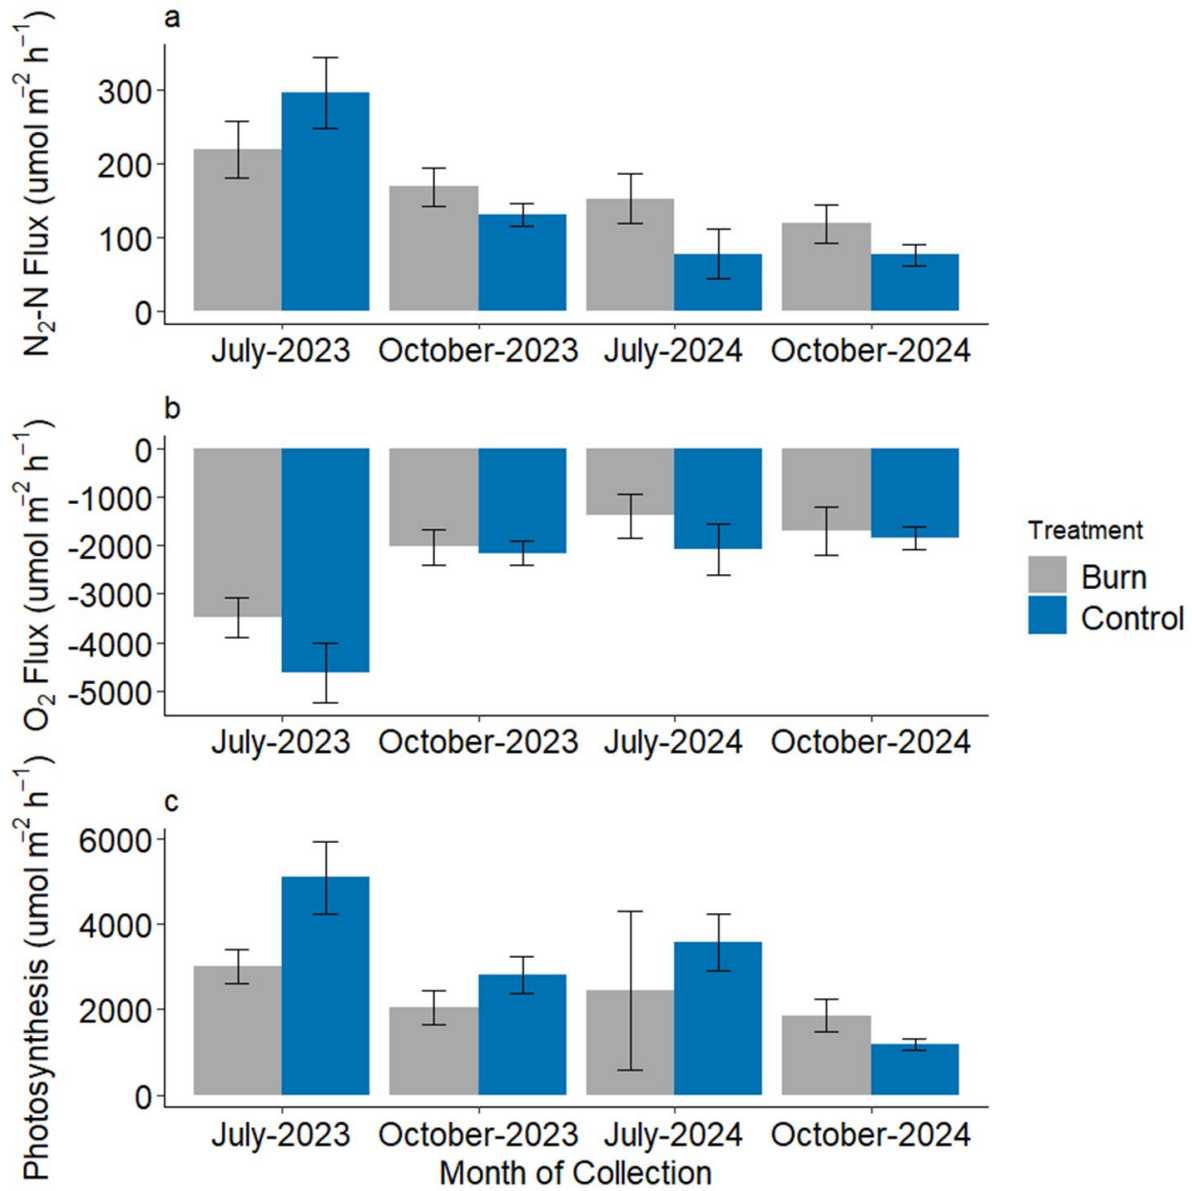 a
N₂-N Flux (umol m⁻² h⁻¹)
300
200
100
0
July-2023 October-2023 July-2024 October-2024
b
O₂ Flux (umol m⁻² h⁻¹)
0
-1000
-2000
-3000
-4000
-5000
July-2023 October-2023 July-2024 October-2024
Treatment
Burn
Control
c
Photosynthesis (umol m⁻² h⁻¹)
6000
4000
2000
0
July-2023 October-2023 July-2024 October-2024
Month of Collection